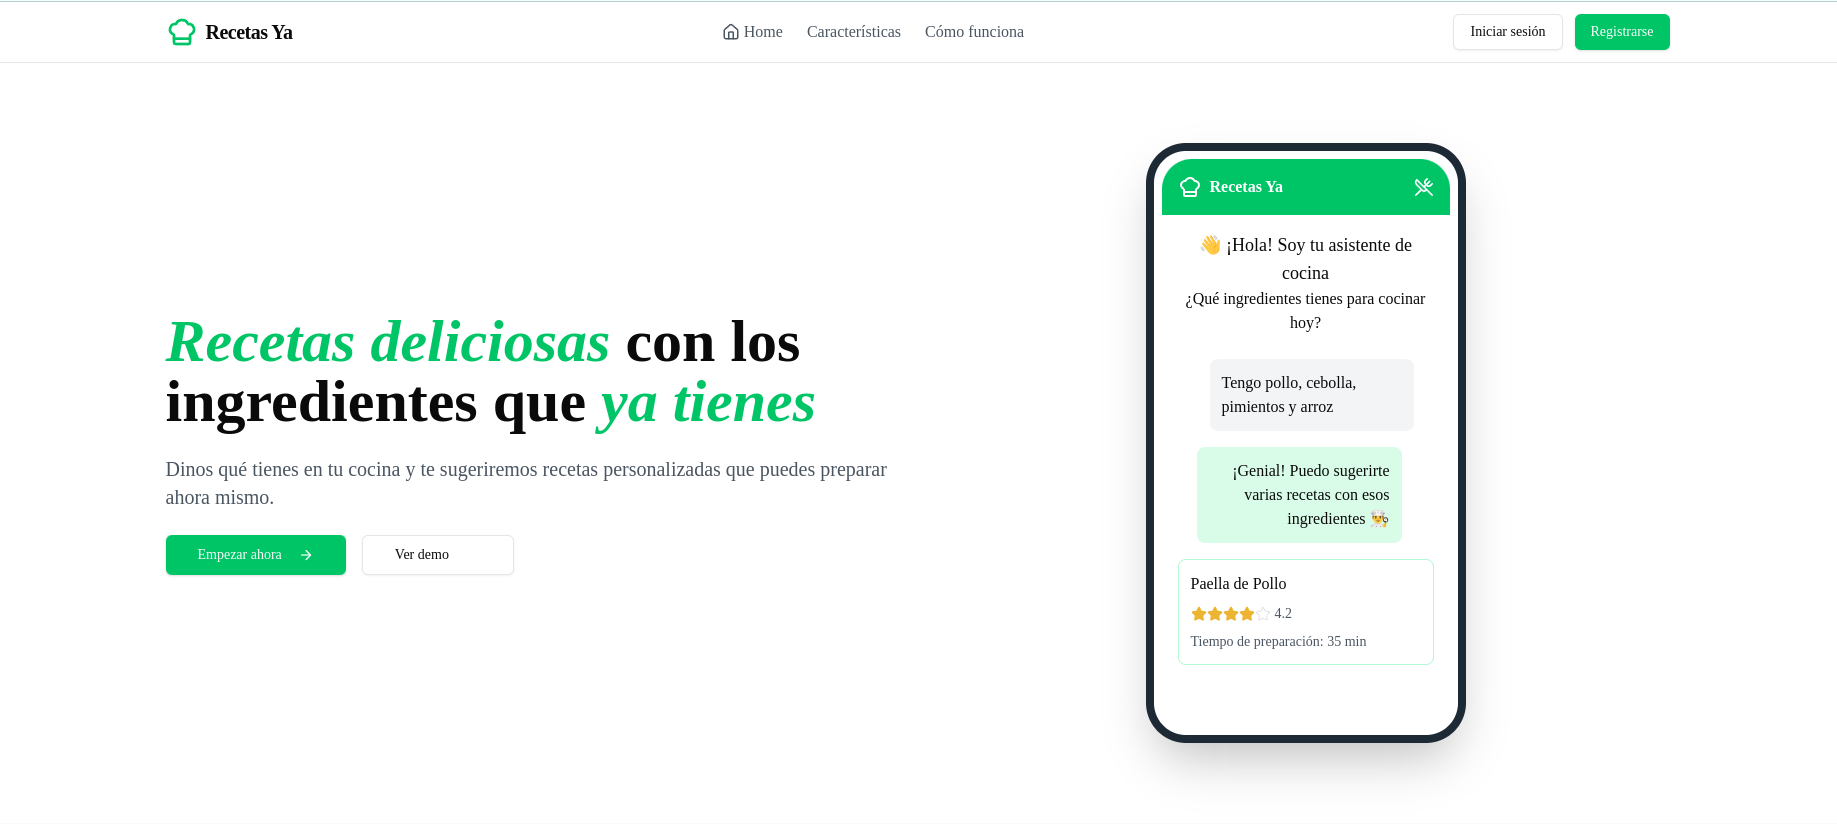 Recetas Ya
Home
Características
Cómo funciona
Iniciar sesión
Registrarse
Recetas deliciosas con los
ingredientes que ya tienes
Dinos qué tienes en tu cocina y te sugeriremos recetas personalizadas que puedes preparar
ahora mismo.
Empezar ahora
Ver demo
Recetas Ya
👋 ¡Hola! Soy tu asistente de
cocina
¿Qué ingredientes tienes para cocinar
hoy?
Tengo pollo, cebolla,
pimientos y arroz
¡Genial! Puedo sugerirte
varias recetas con esos
ingredientes 👨‍🍳
Paella de Pollo
4.2
Tiempo de preparación: 35 min